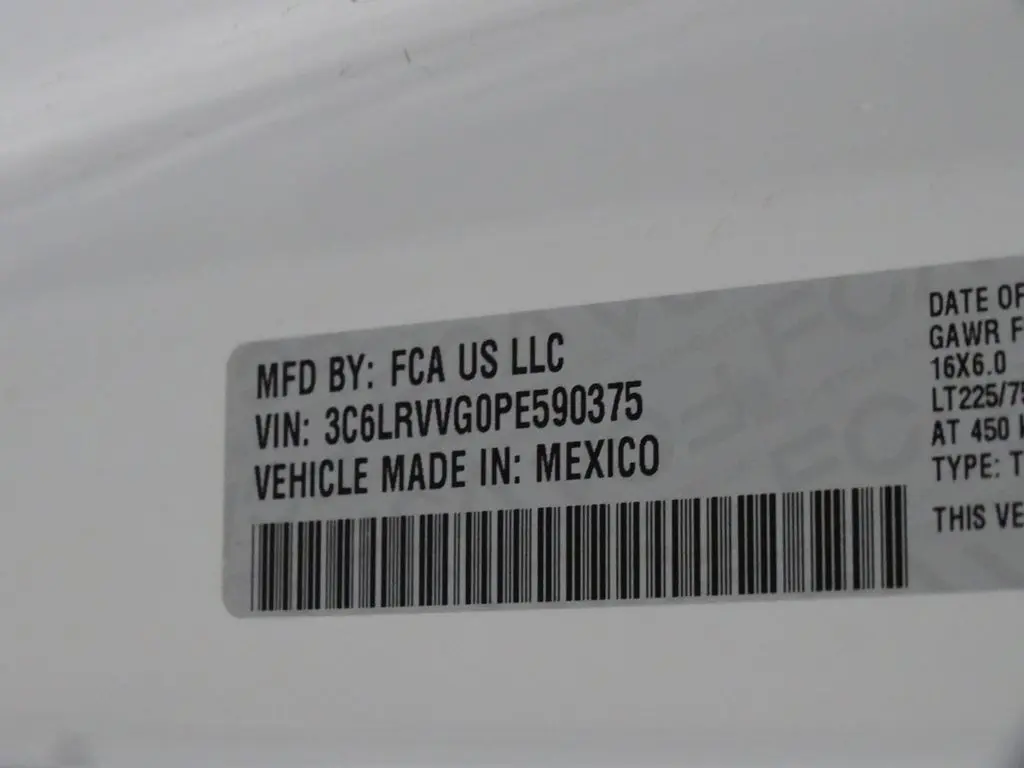 MFD BY: FCA US LLC
VIN: 3C6LRVVG0PE590375
VEHICLE MADE IN: MEXICO
DATE OF
GAWR F
16X6.0
LT225/75
AT 450
TYPE: T
THIS VE